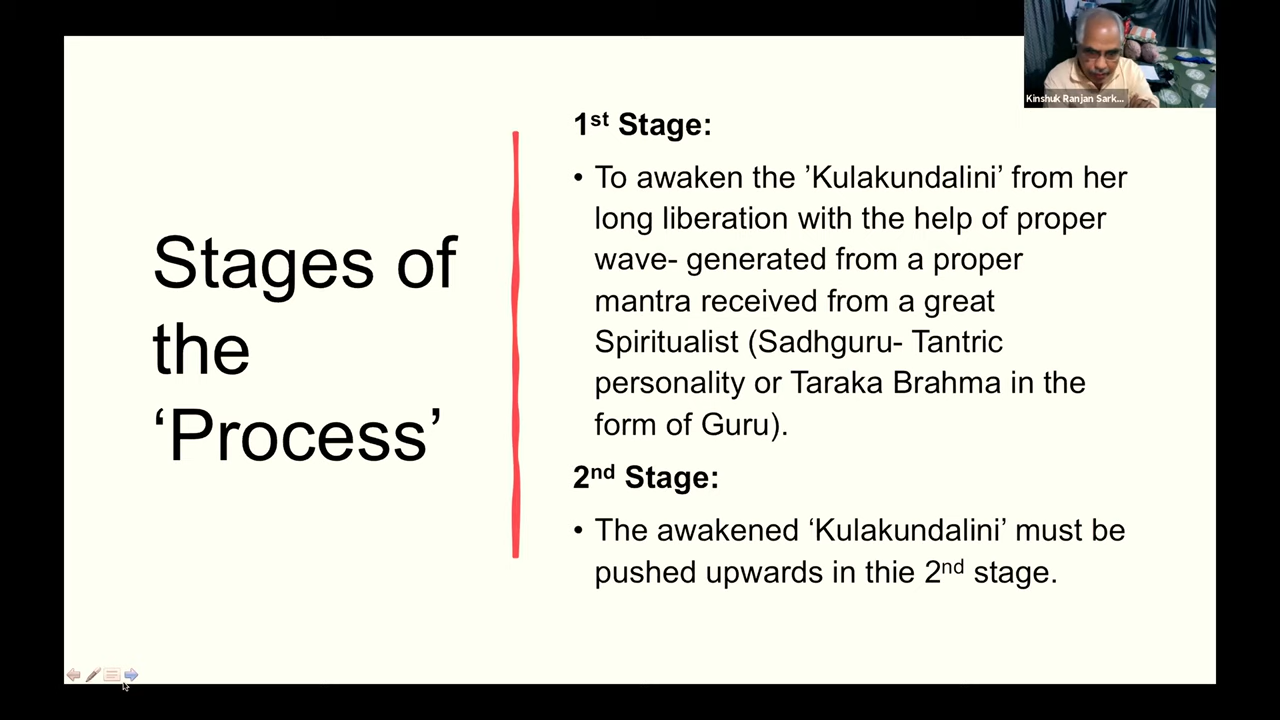 Kinshuk Ranjan Sark...
Stages of
the
‘Process’
1st Stage:
• To awaken the ’Kulakundalini’ from her
long liberation with the help of proper
wave- generated from a proper
mantra received from a great
Spiritualist (Sadhguru- Tantric
personality or Taraka Brahma in the
form of Guru).
2nd Stage:
• The awakened ‘Kulakundalini’ must be
pushed upwards in thie 2nd stage.